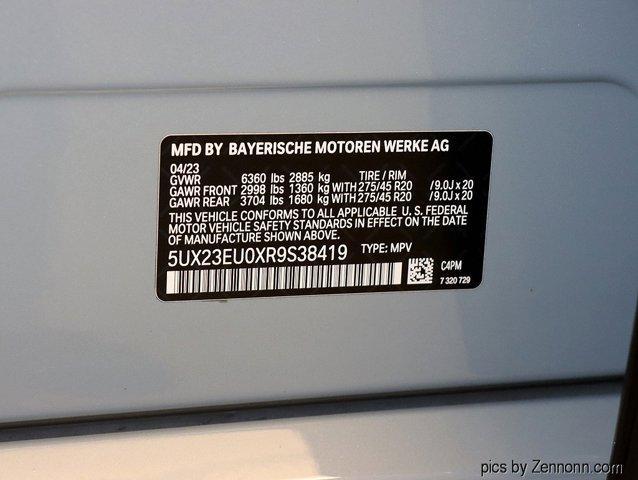 MFD BY BAYERISCHE MOTOREN WERKE AG
04/23
GVWR 6360 lbs 2885 kg TIRE / RIM
GAWR FRONT 2998 lbs 1360 kg WITH 275/45 R20 /9.0J x 20
GAWR REAR 3704 lbs 1680 kg WITH 275/45 R20 /9.0J x 20
THIS VEHICLE CONFORMS TO ALL APPLICABLE U. S. FEDERAL
MOTOR VEHICLE SAFETY STANDARDS IN EFFECT ON THE DATE
OF MANUFACTURE SHOWN ABOVE.
5UX23EU0XR9S38419 TYPE: MPV
C4PM
7 320 729
pics by Zennonn.com